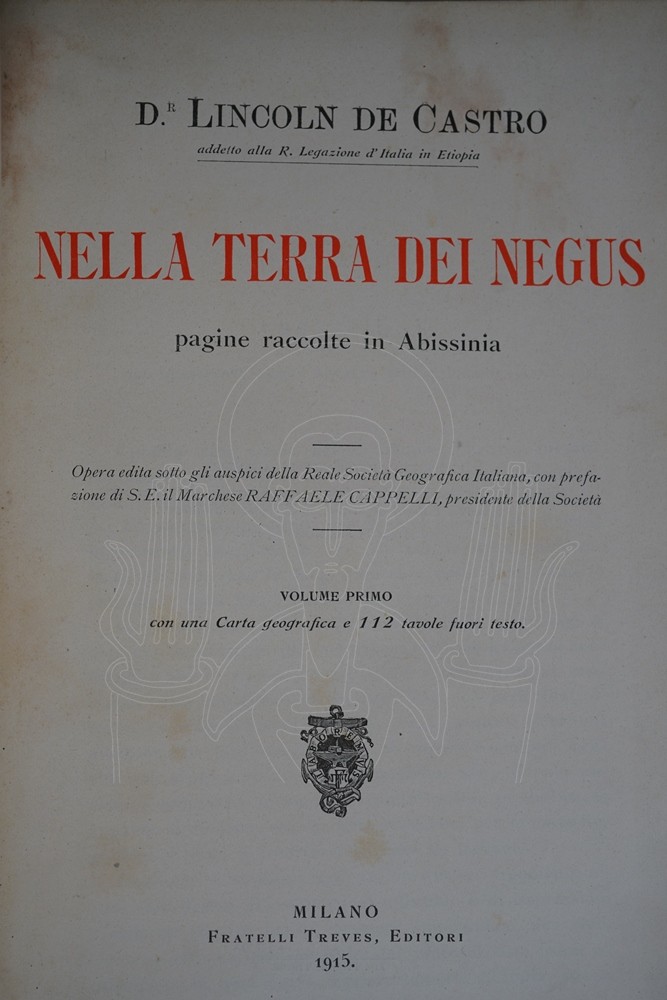 D.ʀ LINCOLN DE CASTRO
addetto alla R. Legazione d'Italia in Etiopia
NELLA TERRA DEI NEGUS
pagine raccolte in Abissinia
Opera edita sotto gli auspici della Reale Società Geografica Italiana, con prefa-
zione di S. E. il Marchese RAFFAELE CAPPELLI, presidente della Società
VOLUME PRIMO
con una Carta geografica e 112 tavole fuori testo.
LABOREMVS
MILANO
FRATELLI TREVES, EDITORI
1915.